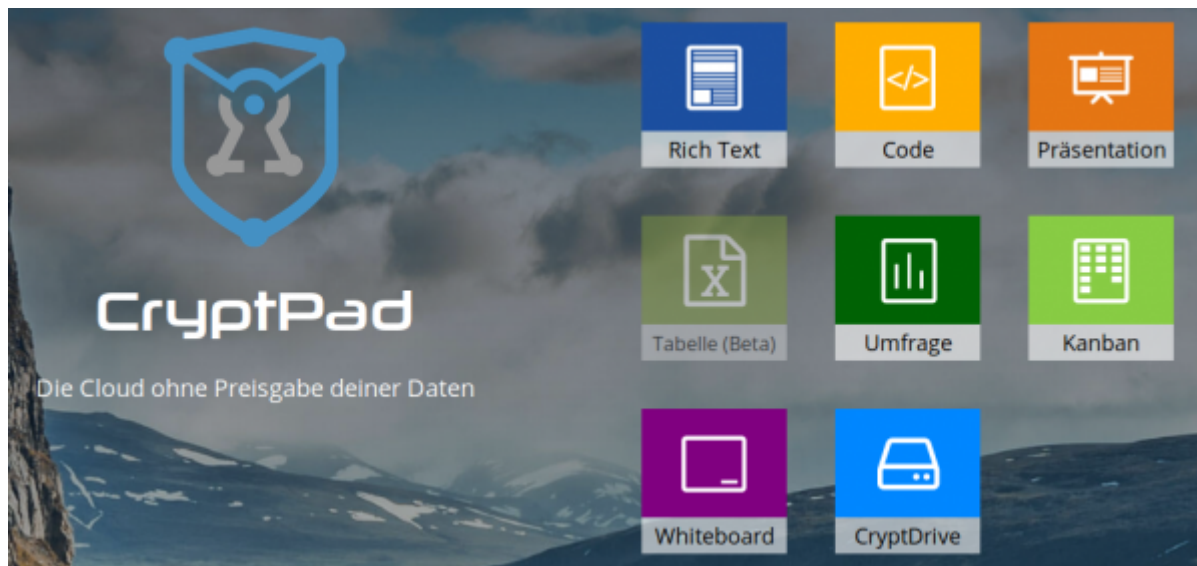 CryptPad
Die Cloud ohne Preisgabe deiner Daten
Rich Text
</>
Code
Präsentation
X
Tabelle (Beta)
Umfrage
Kanban
Whiteboard
CryptDrive